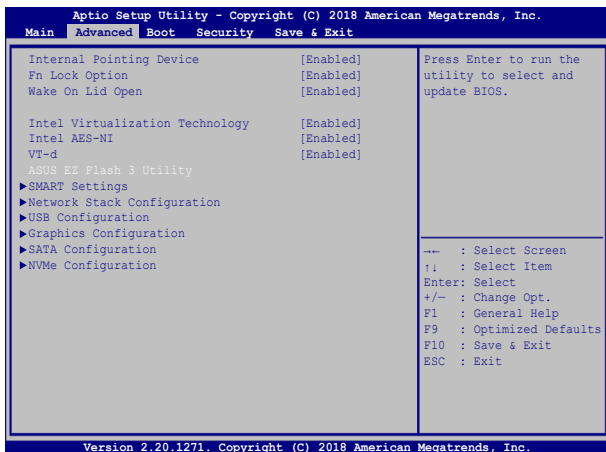 Aptio Setup Utility - Copyright (C) 2018 American Megatrends, Inc.
Main Advanced Boot Security Save & Exit
Internal Pointing Device [Enabled]
Fn Lock Option [Enabled]
Wake On Lid Open [Enabled]
Intel Virtualization Technology [Enabled]
Intel AES-NI [Enabled]
VT-d [Enabled]
ASUS EZ Flash 3 Utility
▶SMART Settings
▶Network Stack Configuration
▶USB Configuration
▶Graphics Configuration
▶SATA Configuration
▶NVMe Configuration
Press Enter to run the
utility to select and
update BIOS.
→← : Select Screen
↑↓ : Select Item
Enter: Select
+/— : Change Opt.
F1 : General Help
F9 : Optimized Defaults
F10 : Save & Exit
ESC : Exit
Version 2.20.1271. Copyright (C) 2018 American Megatrends, Inc.